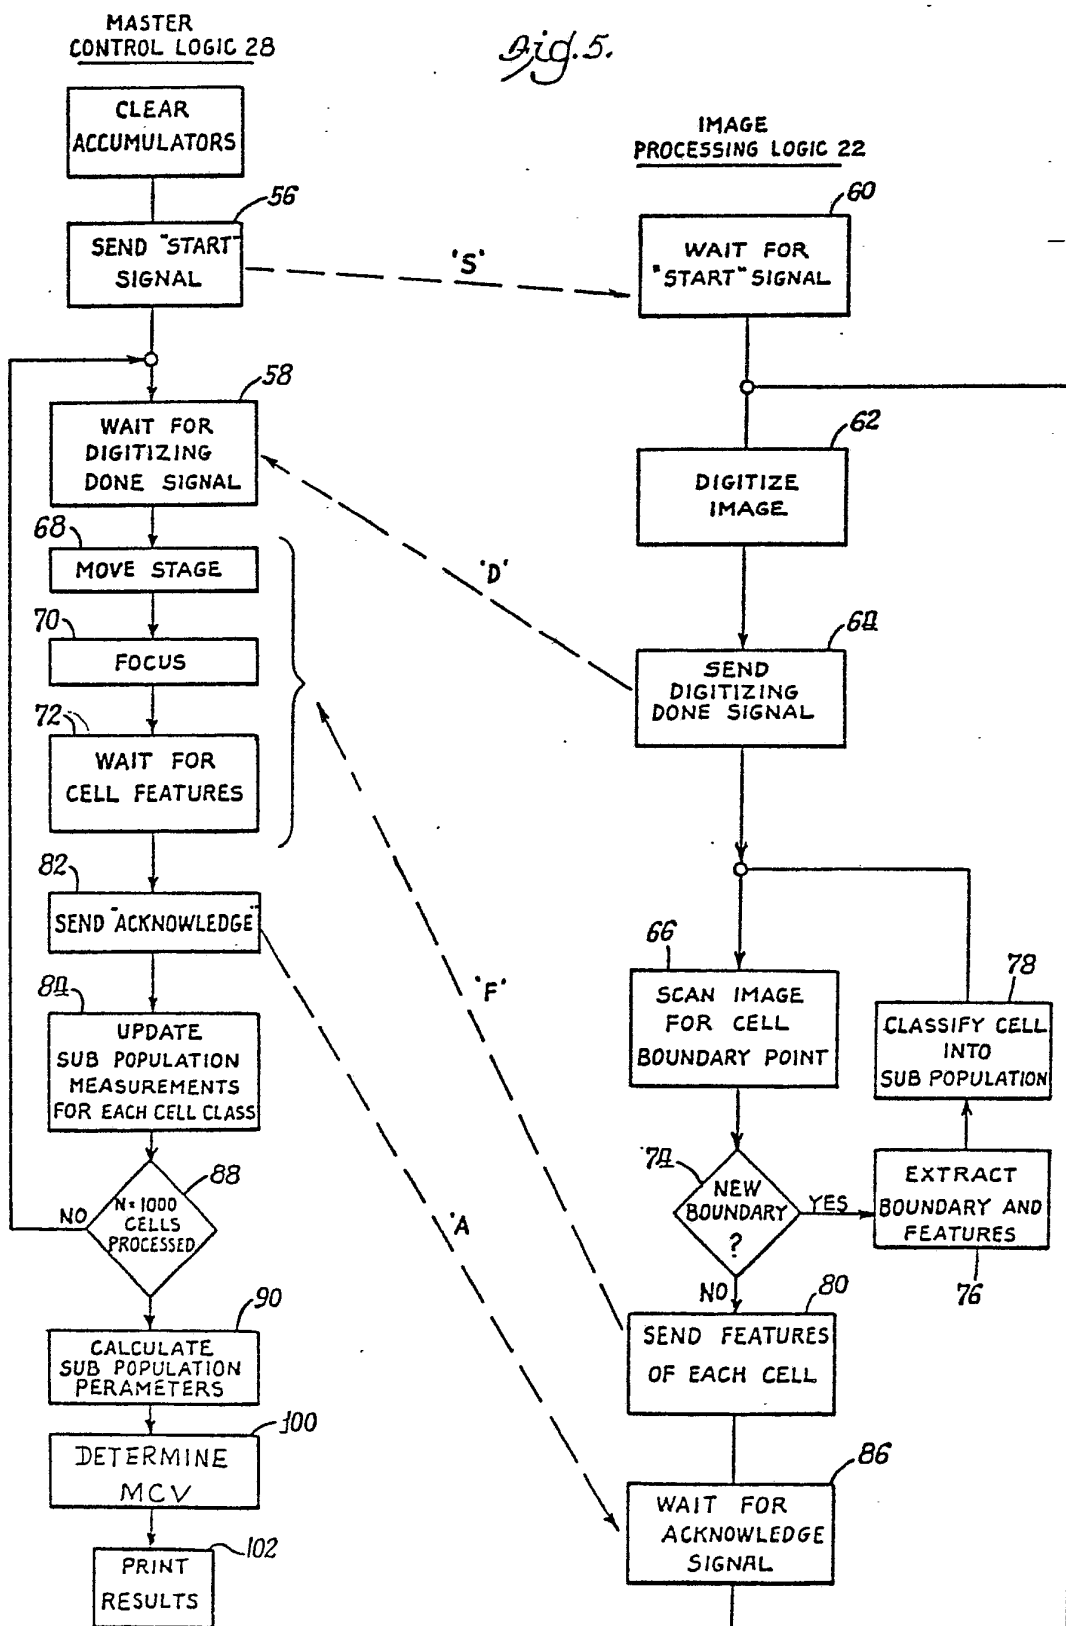 Fig. 5.
MASTER
CONTROL LOGIC 28
CLEAR
ACCUMULATORS
56
SEND "START"
SIGNAL
'S'
58
WAIT FOR
DIGITIZING
DONE SIGNAL
68
MOVE STAGE
70
FOCUS
72
WAIT FOR
CELL FEATURES
82
SEND "ACKNOWLEDGE"
84
UPDATE
SUB POPULATION
MEASUREMENTS
FOR EACH CELL CLASS
88
N=1000
CELLS
PROCESSED
NO
90
CALCULATE
SUB POPULATION
PERAMETERS
100
DETERMINE
MCV
102
PRINT
RESULTS
IMAGE
PROCESSING LOGIC 22
60
WAIT FOR
"START" SIGNAL
62
DIGITIZE
IMAGE
'D'
64
SEND
DIGITIZING
DONE SIGNAL
66
SCAN IMAGE
FOR CELL
BOUNDARY POINT
78
CLASSIFY CELL
INTO
SUB POPULATION
'F'
74
NEW
BOUNDARY
?
YES
EXTRACT
BOUNDARY AND
FEATURES
76
NO
80
SEND FEATURES
OF EACH CELL
'A
86
WAIT FOR
ACKNOWLEDGE
SIGNAL